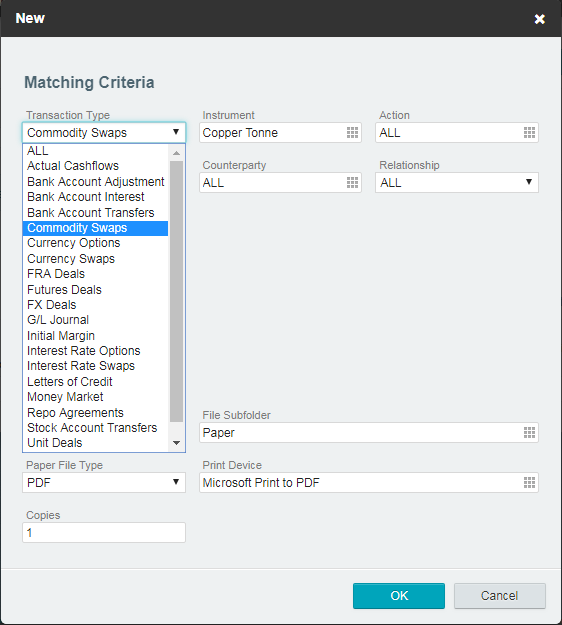 New
Matching Criteria
Transaction Type
Instrument
Action
Commodity Swaps
Copper Tonne
ALL
Counterparty
Relationship
ALL
ALL
ALL
Actual Cashflows
Bank Account Adjustment
Bank Account Interest
Bank Account Transfers
Commodity Swaps
Currency Options
Currency Swaps
FRA Deals
Futures Deals
FX Deals
G/L Journal
Initial Margin
Interest Rate Options
Interest Rate Swaps
Letters of Credit
Money Market
Repo Agreements
Stock Account Transfers
Unit Deals
File Subfolder
Paper
Paper File Type
Print Device
PDF
Microsoft Print to PDF
Copies
1
OK
Cancel